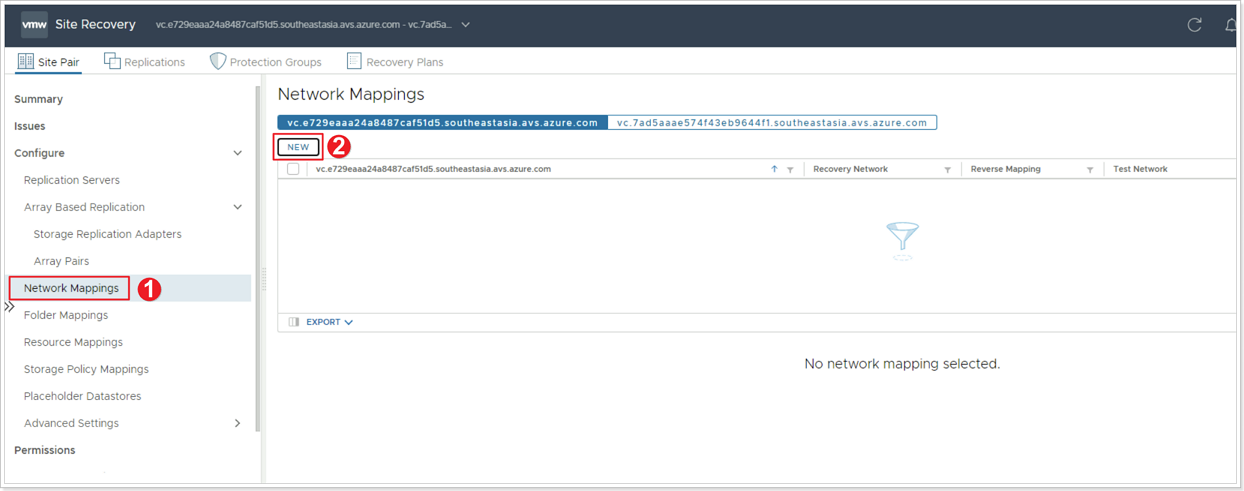 vmw Site Recovery vc.e729eaaa24a8487caf51d5.southeastasia.avs.azure.com - vc.7ad5a...
Site Pair Replications Protection Groups Recovery Plans
Summary
Issues
Configure
Replication Servers
Array Based Replication
Storage Replication Adapters
Array Pairs
Network Mappings 1
Folder Mappings
Resource Mappings
Storage Policy Mappings
Placeholder Datastores
Advanced Settings
Permissions
Network Mappings
vc.e729eaaa24a8487caf51d5.southeastasia.avs.azure.com vc.7ad5aaae574f43eb9644f1.southeastasia.avs.azure.com
NEW 2
vc.e729eaaa24a8487caf51d5.southeastasia.avs.azure.com Recovery Network Reverse Mapping Test Network
EXPORT
No network mapping selected.